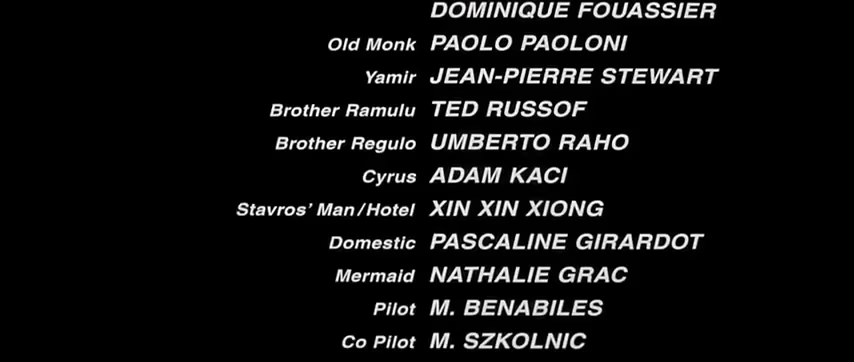 DOMINIQUE FOUASSIER
Old Monk PAOLO PAOLONI
Yamir JEAN-PIERRE STEWART
Brother Ramulu TED RUSSOF
Brother Regulo UMBERTO RAHO
Cyrus ADAM KACI
Stavros' Man/Hotel XIN XIN XIONG
Domestic PASCALINE GIRARDOT
Mermaid NATHALIE GRAC
Pilot M. BENABILES
Co Pilot M. SZKOLNIC